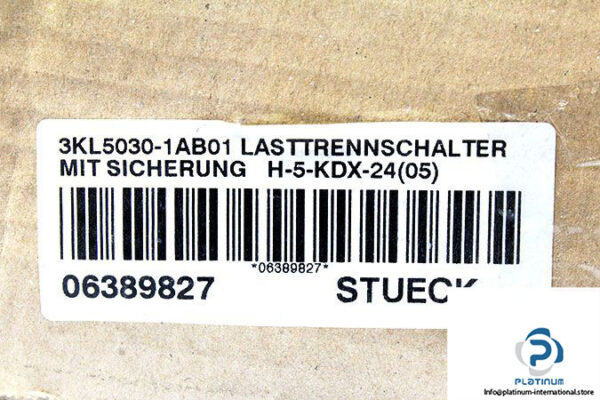 3KL5030-1AB01 LASTTRENNSCHALTER
MIT SICHERUNG H-5-KDX-24(05)
*06389827*
06389827 STUECK
PLATINUM
Info@platinum-international.store